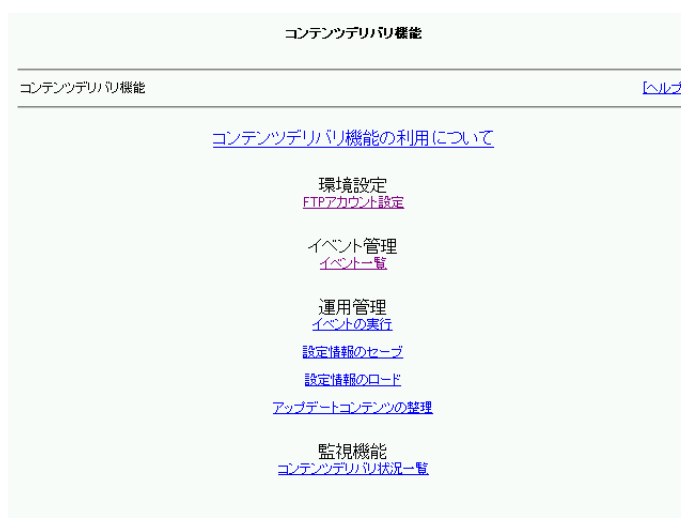 コンテンツデリバリ機能
コンテンツデリバリ機能 [ヘルプ
コンテンツデリバリ機能の利用について
環境設定
FTPアカウント設定
イベント管理
イベント一覧
運用管理
イベントの実行
設定情報のセーブ
設定情報のロード
アップデートコンテンツの整理
監視機能
コンテンツデリバリ状況一覧